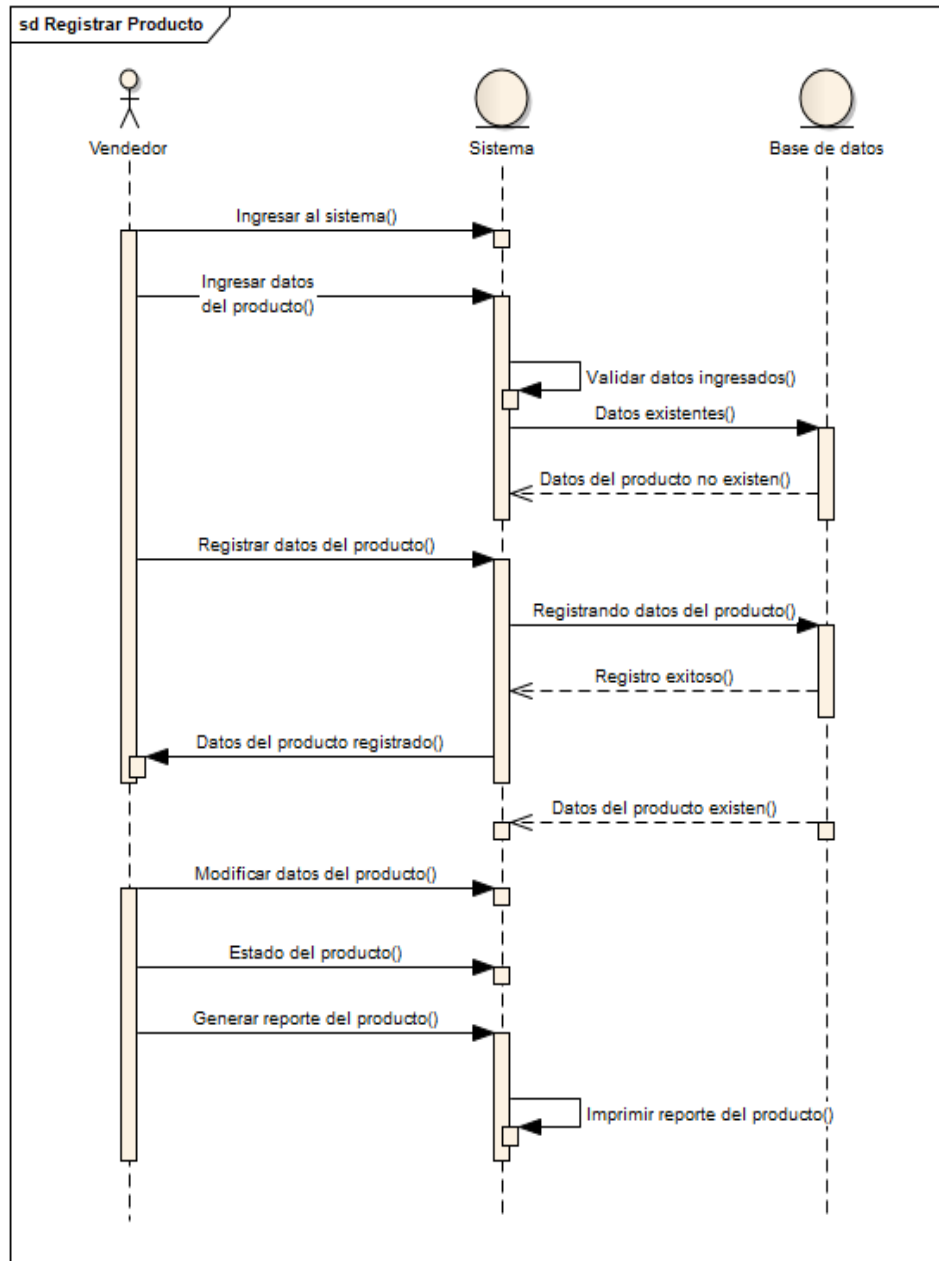 sd Registrar Producto
Vendedor
Sistema
Base de datos
Ingresar al sistema()
Ingresar datos
del producto()
Validar datos ingresados()
Datos existentes()
Datos del producto no existen()
Registrar datos del producto()
Registrando datos del producto()
Registro exitoso()
Datos del producto registrado()
Datos del producto existen()
Modificar datos del producto()
Estado del producto()
Generar reporte del producto()
Imprimir reporte del producto()